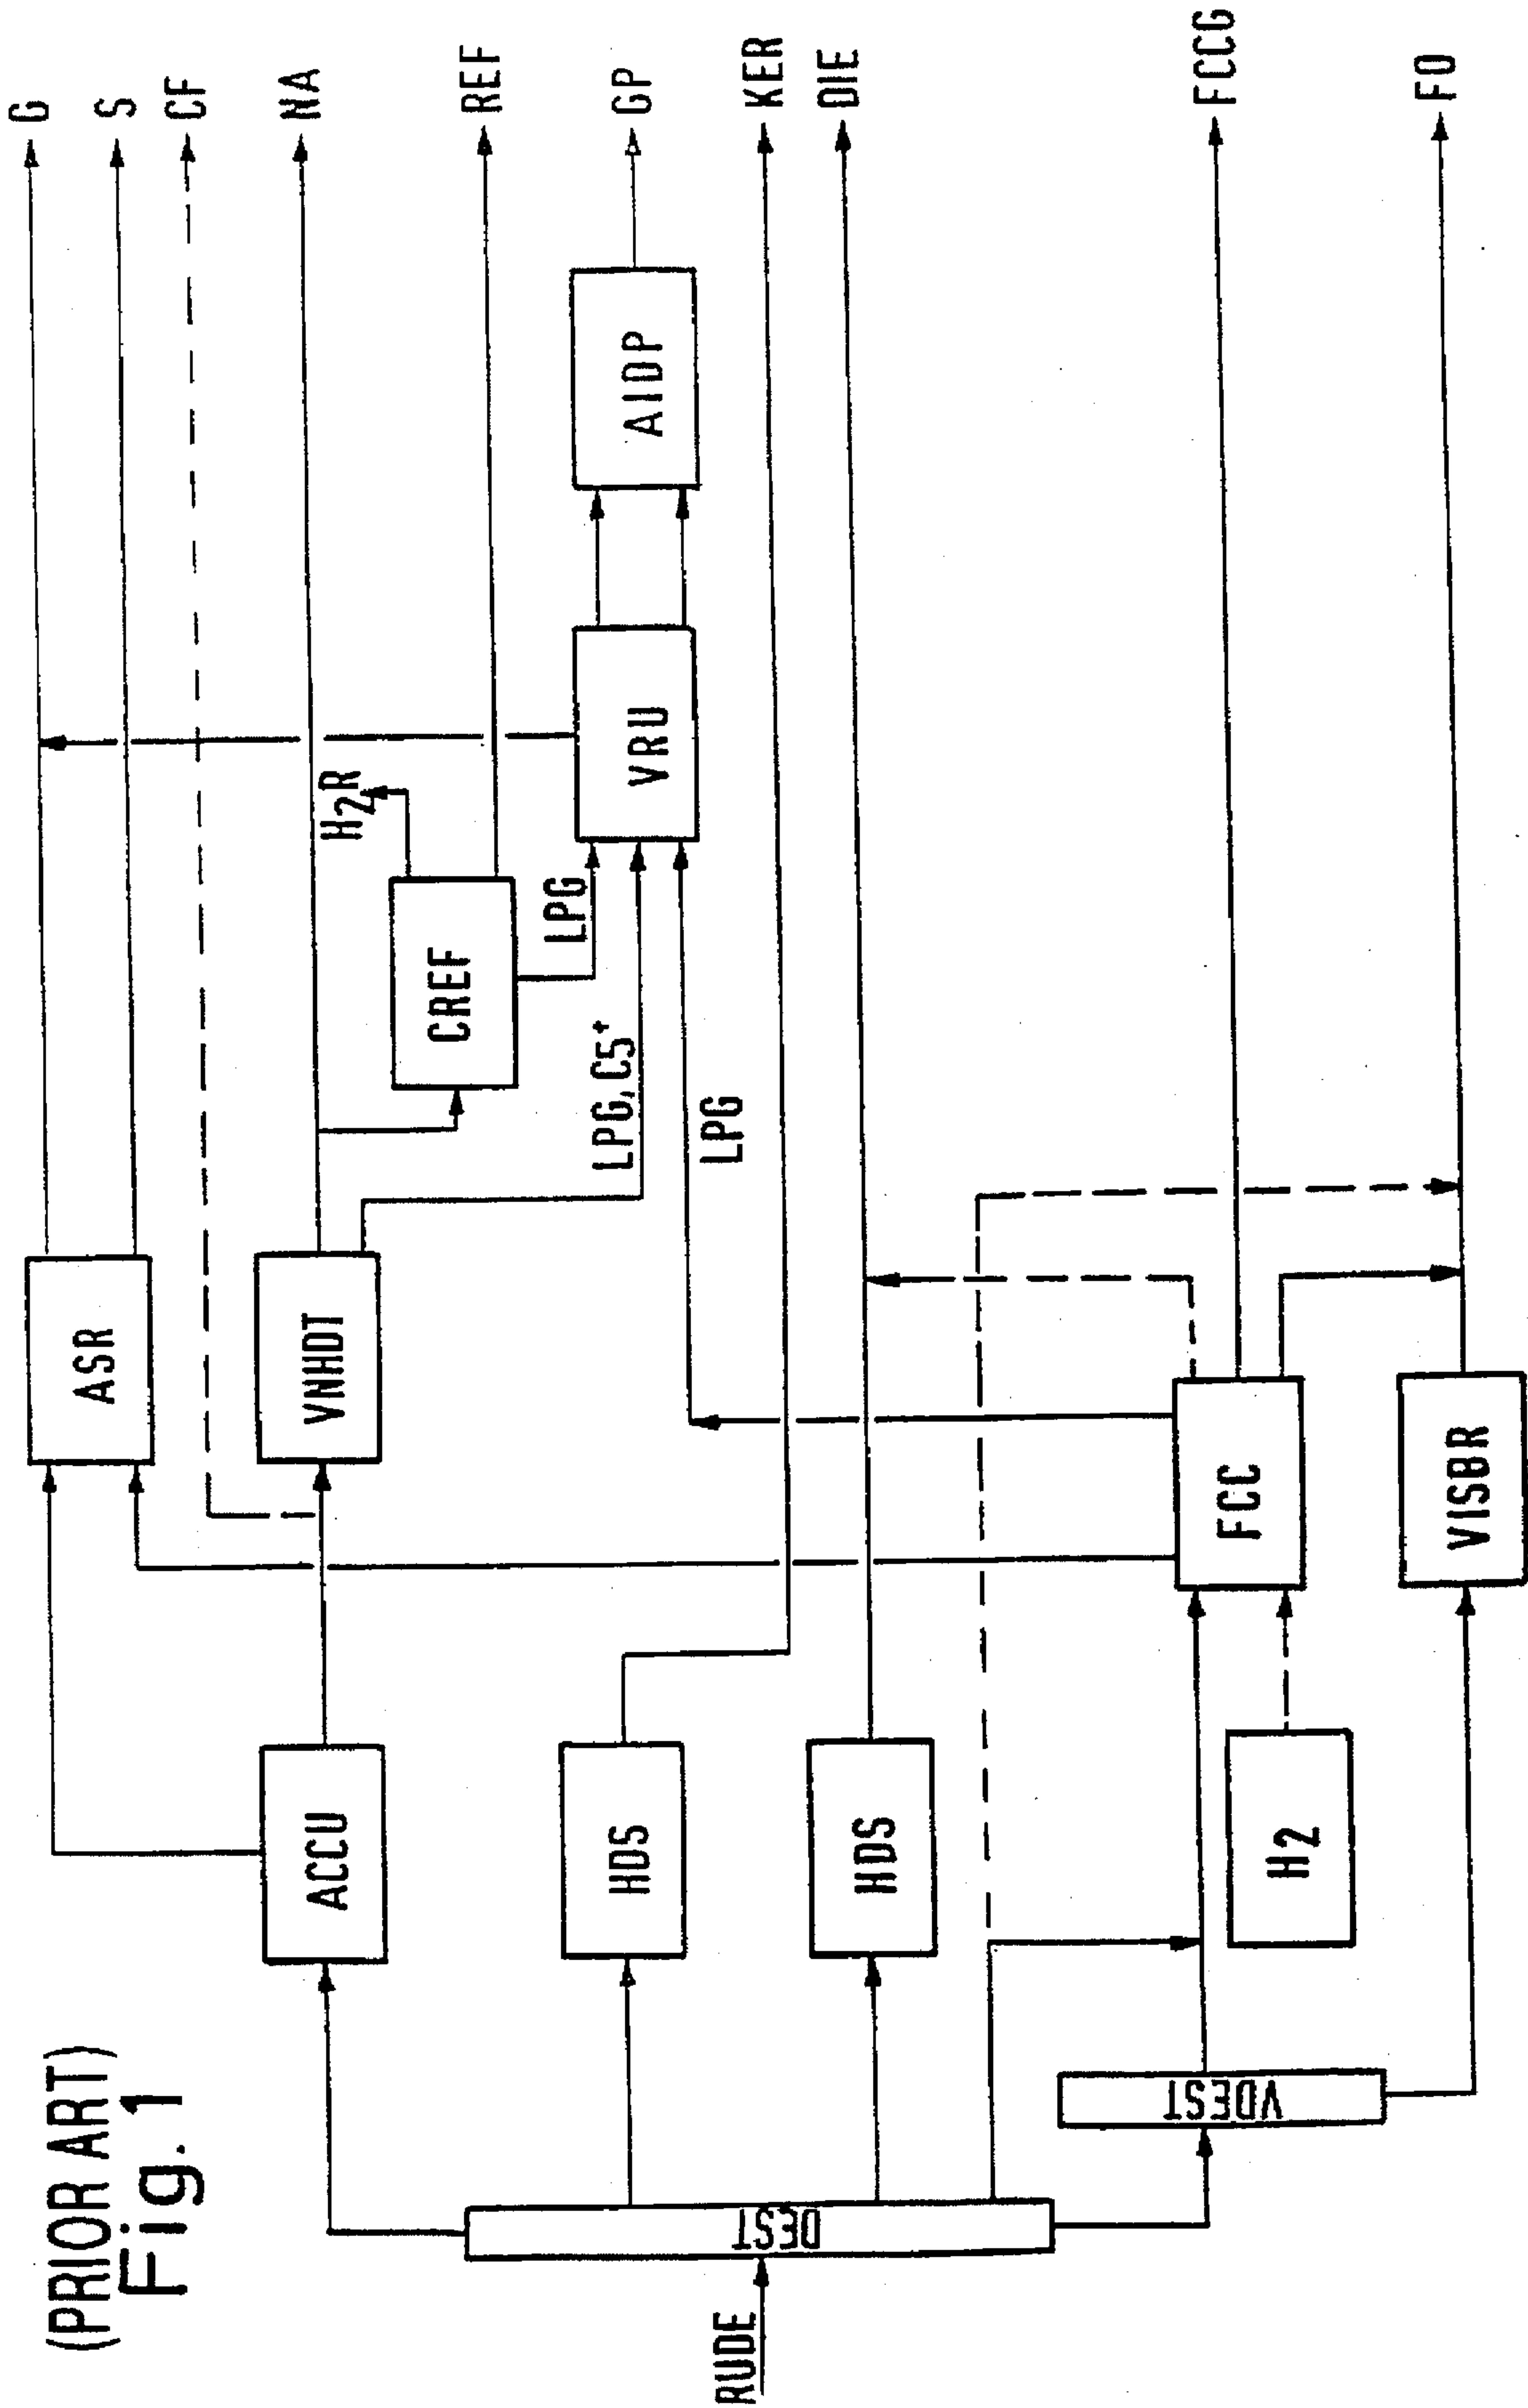 (PRIOR ART)
Fig. 1
RUDE
DEST
VDEST
ACCU
HDS
HDS
H2
ASR
VNHDT
FCC
VISBR
CREF
H2R
LPG
LPG, C5+
LPG
VRU
AIDP
G
S
CF
NA
REF
GP
KER
DIE
FCCG
FO